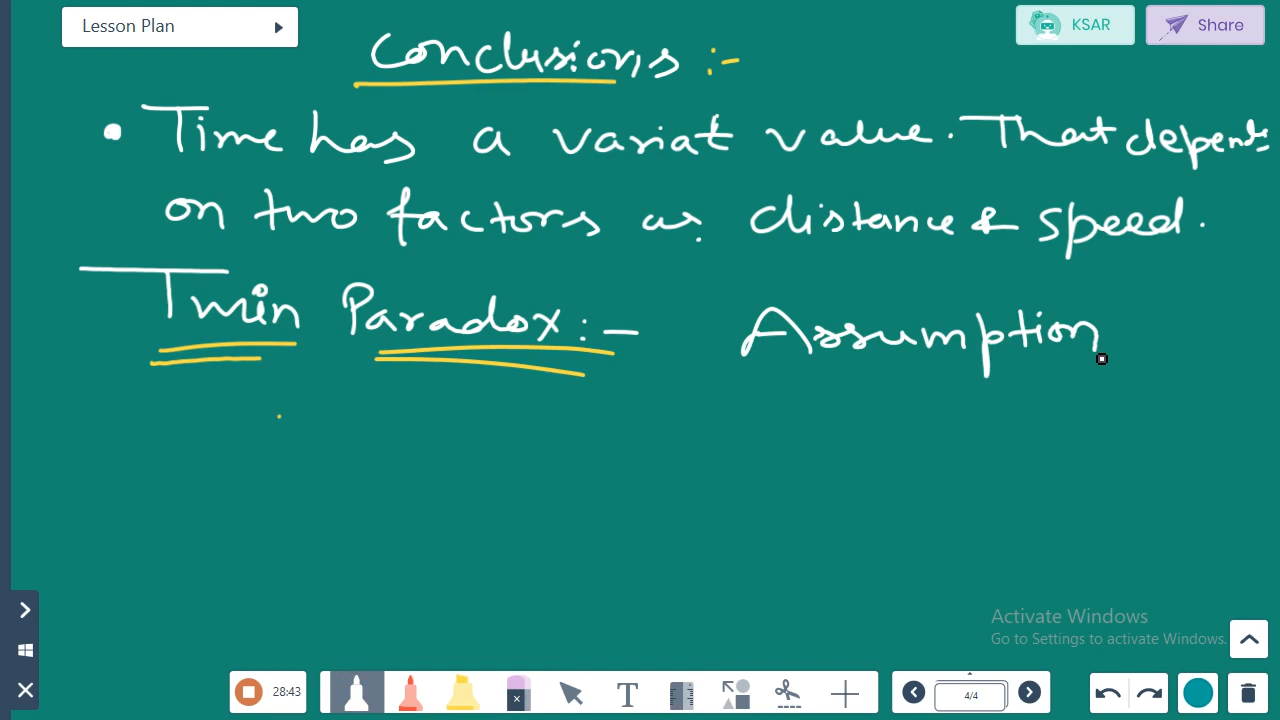 Lesson Plan
KSAR
Share
Conclusions :-
• Time has a variat value. That depends
on two factors as distance & speed.
Twin Paradox :- Assumption
Activate Windows
Go to Settings to activate Windows.
28:43
4/4